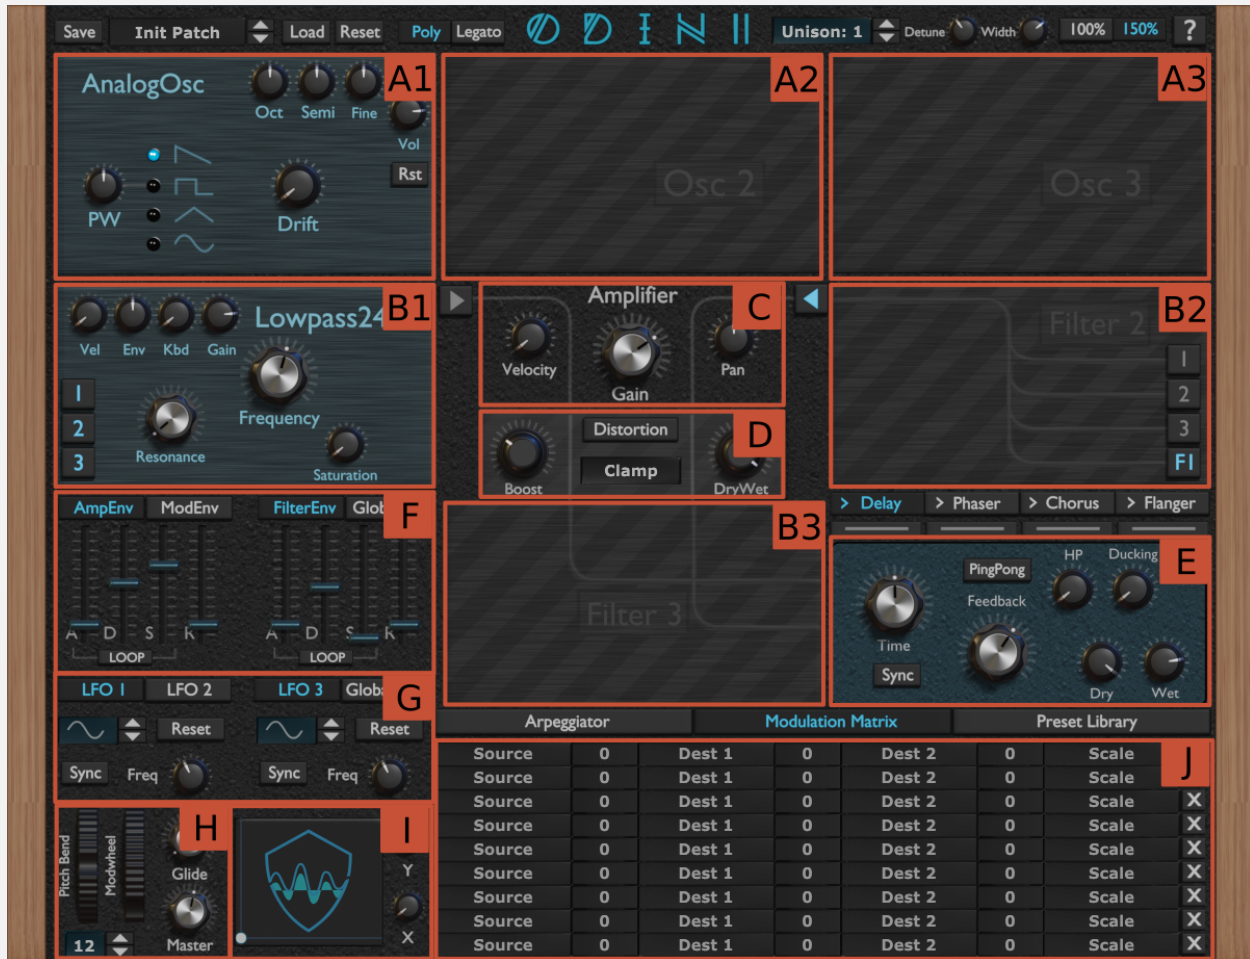 Save Init Patch Load Reset Poly Legato ODIN II Unison: 1 Detune Width 100% 150% ?
AnalogOsc
Oct Semi Fine
Vol
Rst
PW
Drift
A1
A2
Osc 2
A3
Osc 3
B1
Lowpass24
Vel Env Kbd Gain
1
2
3
Frequency
Resonance
Saturation
Amplifier
C
Velocity
Gain
Pan
Distortion
D
Clamp
Boost
DryWet
B2
Filter 2
1
2
3
F1
AmpEnv ModEnv FilterEnv
F
A D S R
A D S R
LOOP LOOP
B3
Filter 3
> Delay > Phaser > Chorus > Flanger
E
HP Ducking
PingPong
Feedback
Time
Sync
Dry Wet
LFO 1 LFO 2 LFO 3
G
Reset Reset
Sync Freq Sync Freq
H
Pitch Bend
Modwheel
Glide
12
Master
I
Y
X
Arpeggiator Modulation Matrix Preset Library
J
Source 0 Dest 1 0 Dest 2 0 Scale
Source 0 Dest 1 0 Dest 2 0 Scale
Source 0 Dest 1 0 Dest 2 0 Scale X
Source 0 Dest 1 0 Dest 2 0 Scale X
Source 0 Dest 1 0 Dest 2 0 Scale X
Source 0 Dest 1 0 Dest 2 0 Scale X
Source 0 Dest 1 0 Dest 2 0 Scale X
Source 0 Dest 1 0 Dest 2 0 Scale X
Source 0 Dest 1 0 Dest 2 0 Scale X